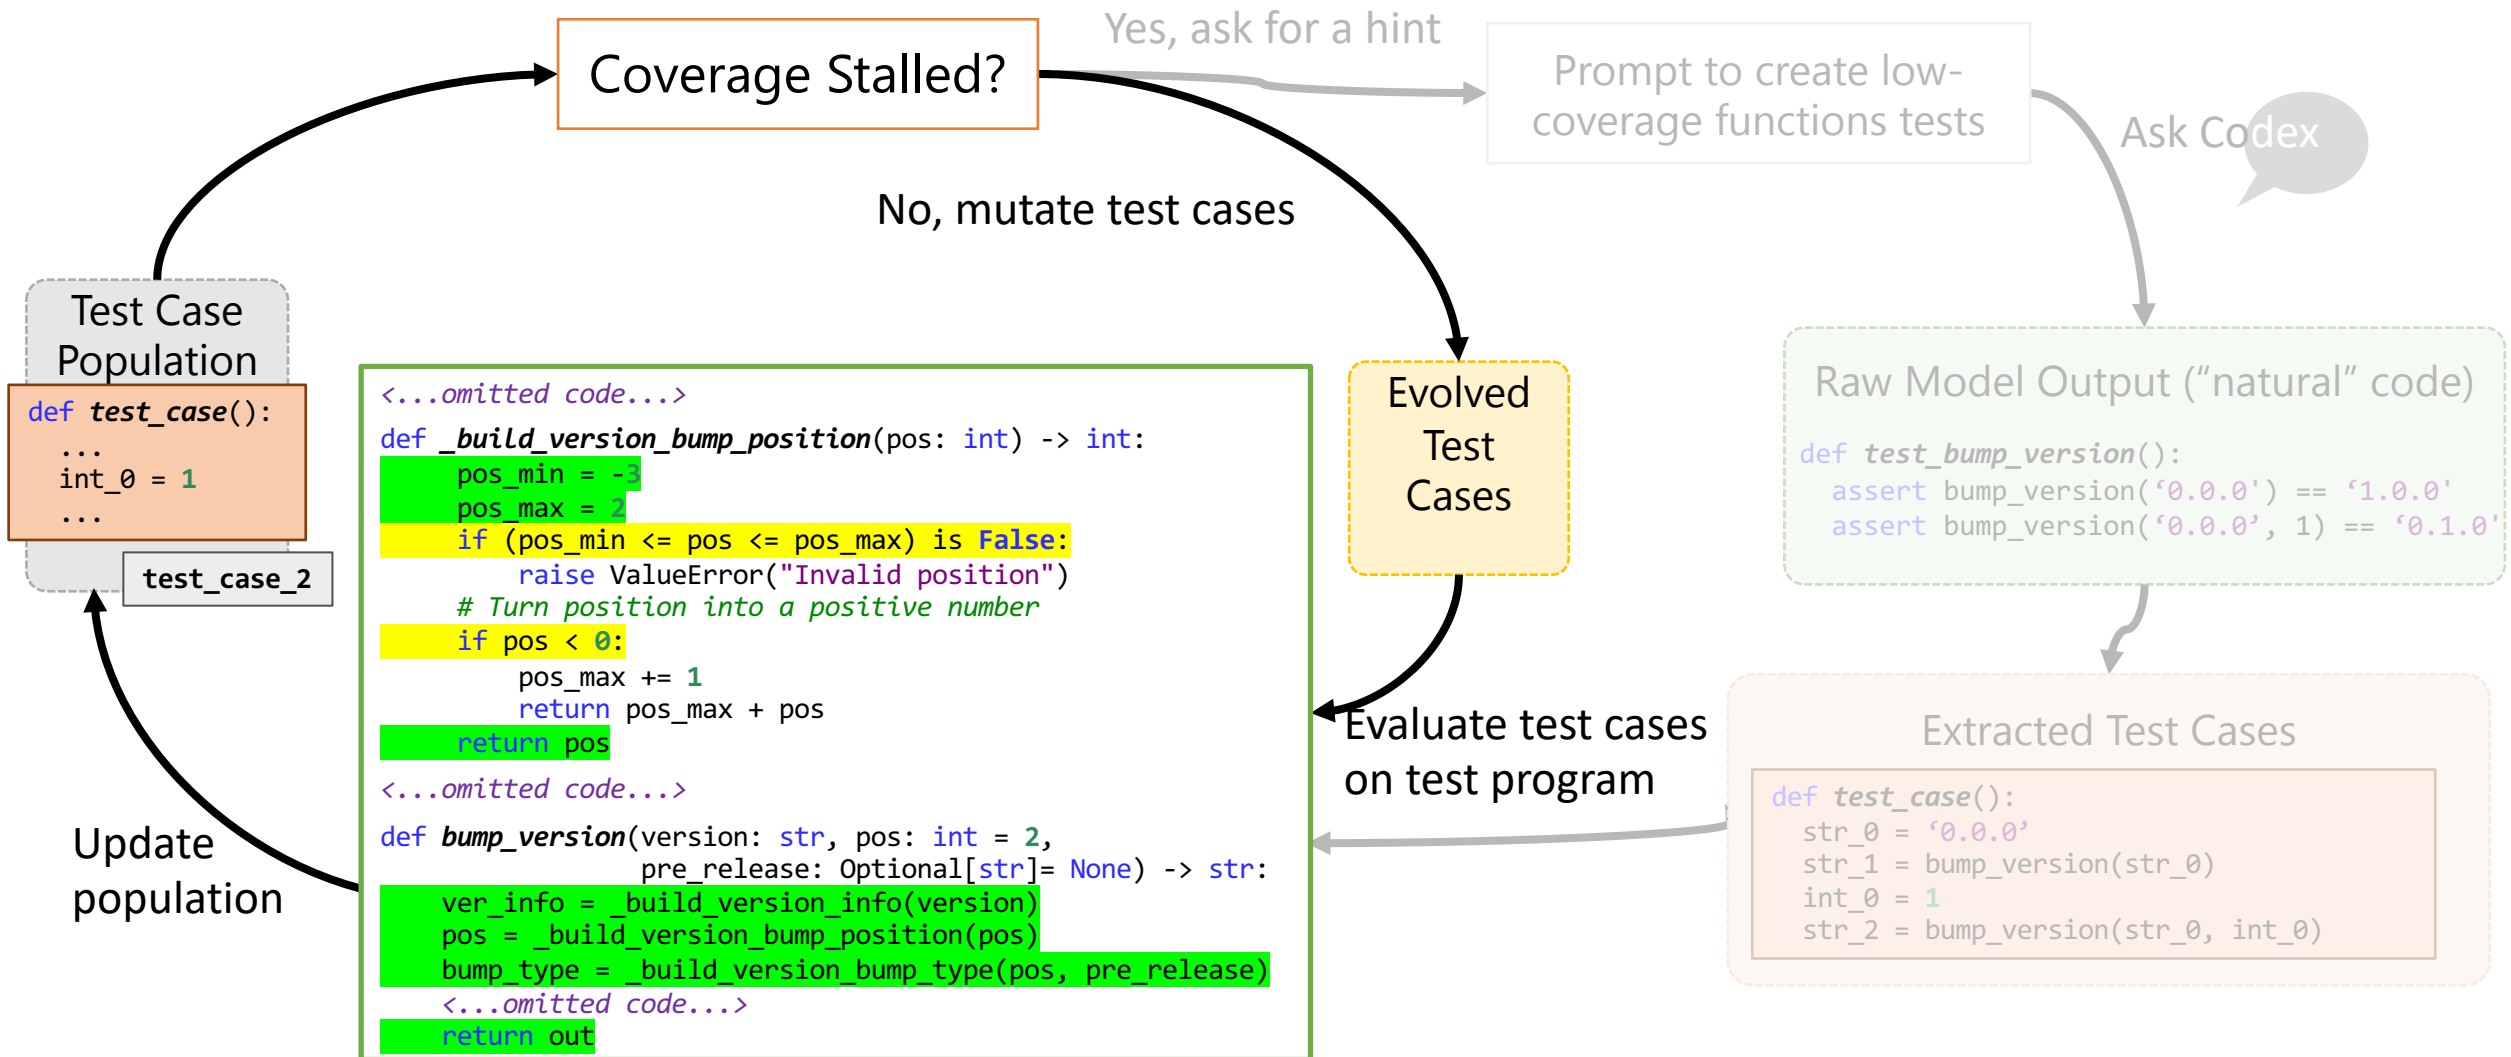 Coverage Stalled?
Yes, ask for a hint
Prompt to create low-
coverage functions tests
Ask Codex
No, mutate test cases
Test Case
Population
def test_case():
...
int_0 = 1
...
test_case_2
Update
population
<...omitted code...>
def _build_version_bump_position(pos: int) -> int:
pos_min = -3
pos_max = 2
if (pos_min <= pos <= pos_max) is False:
raise ValueError("Invalid position")
# Turn position into a positive number
if pos < 0:
pos_max += 1
return pos_max + pos
return pos
<...omitted code...>
def bump_version(version: str, pos: int = 2,
pre_release: Optional[str]= None) -> str:
ver_info = _build_version_info(version)
pos = _build_version_bump_position(pos)
bump_type = _build_version_bump_type(pos, pre_release)
<...omitted code...>
return out
Evolved
Test
Cases
Evaluate test cases
on test program
Raw Model Output (“natural” code)
def test_bump_version():
assert bump_version(‘0.0.0') == ‘1.0.0'
assert bump_version(‘0.0.0’, 1) == ‘0.1.0'
Extracted Test Cases
def test_case():
str_0 = ‘0.0.0’
str_1 = bump_version(str_0)
int_0 = 1
str_2 = bump_version(str_0, int_0)